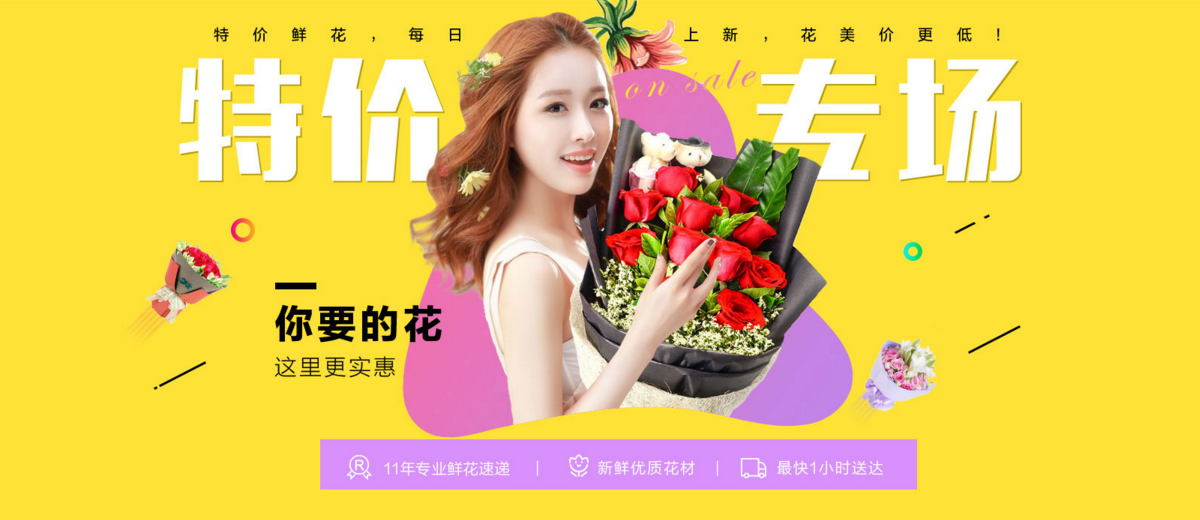 特价鲜花，每日上新，花美价更低！
on sale
特价专场
你要的花
这里更实惠
R 11年专业鲜花速递 | 新鲜优质花材 | 最快1小时送达